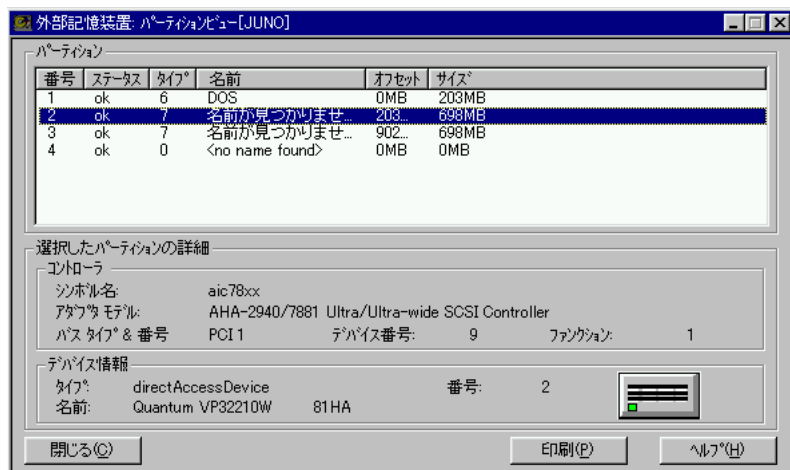 外部記憶装置: ﾊﾟｰﾃｨｼｮﾝﾋﾞｭｰ[JUNO]
ﾊﾟｰﾃｨｼｮﾝ
番号 ｽﾃｰﾀｽ ﾀｲﾌﾟ 名前 ｵﾌｾｯﾄ ｻｲｽﾞ
1 ok 6 DOS 0MB 203MB
2 ok 7 名前が見つかりませ... 203... 698MB
3 ok 7 名前が見つかりませ... 902... 698MB
4 ok 0 <no name found> 0MB 0MB
選択したﾊﾟｰﾃｨｼｮﾝの詳細
ｺﾝﾄﾛｰﾗ
ｼﾝﾎﾞﾙ名: aic78xx
ｱﾀﾞﾌﾟﾀ ﾓﾃﾞﾙ: AHA-2940/7881 Ultra/Ultra-wide SCSI Controller
ﾊﾞｽ ﾀｲﾌﾟ & 番号 PCI 1 ﾃﾞﾊﾞｲｽ番号: 9 ﾌｧﾝｸｼｮﾝ: 1
ﾃﾞﾊﾞｲｽ情報
ﾀｲﾌﾟ: directAccessDevice 番号: 2
名前: Quantum VP32210W 81HA
閉じる(C) 印刷(P) ﾍﾙﾌﾟ(H)